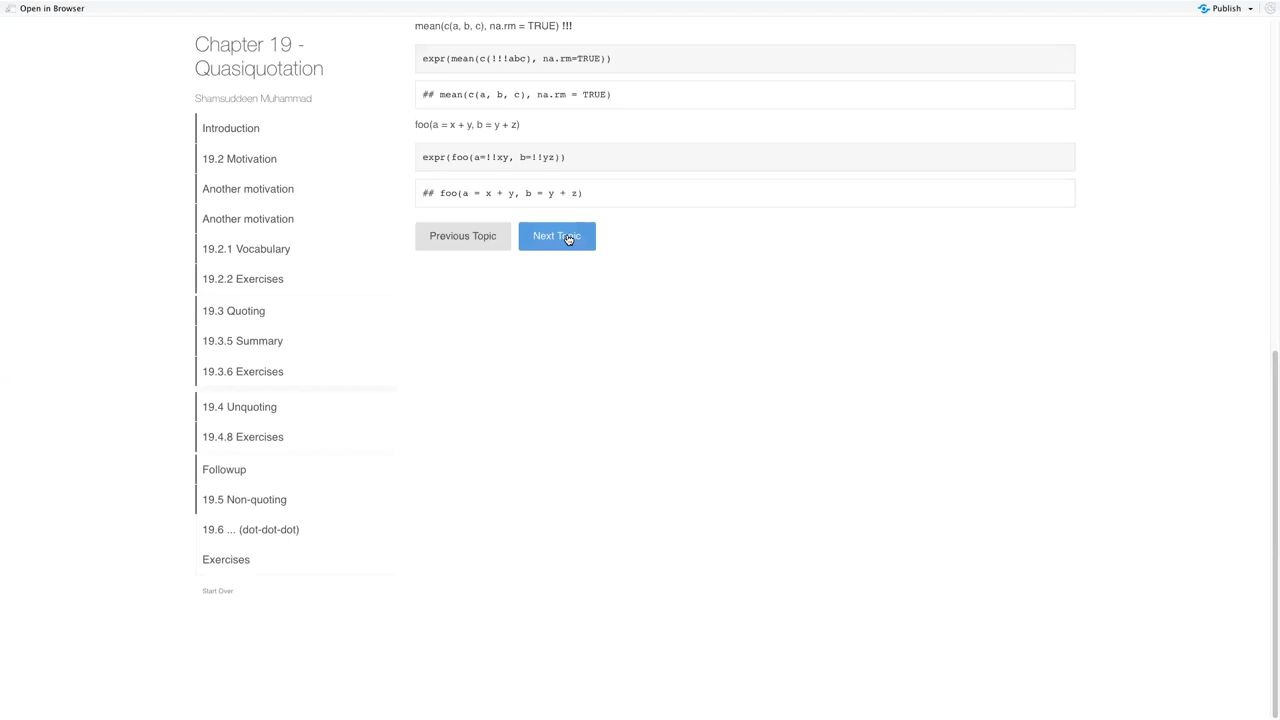 Open in Browser
Publish
Chapter 19 -
Quasiquotation
Shamsuddeen Muhammad
Introduction
19.2 Motivation
Another motivation
Another motivation
19.2.1 Vocabulary
19.2.2 Exercises
19.3 Quoting
19.3.5 Summary
19.3.6 Exercises
19.4 Unquoting
19.4.8 Exercises
Followup
19.5 Non-quoting
19.6 ... (dot-dot-dot)
Exercises
Start Over
mean(c(a, b, c), na.rm = TRUE) !!!
expr(mean(c(!!!abc), na.rm=TRUE))
## mean(c(a, b, c), na.rm = TRUE)
foo(a = x + y, b = y + z)
expr(foo(a=!!xy, b=!!yz))
## foo(a = x + y, b = y + z)
Previous Topic
Next Topic